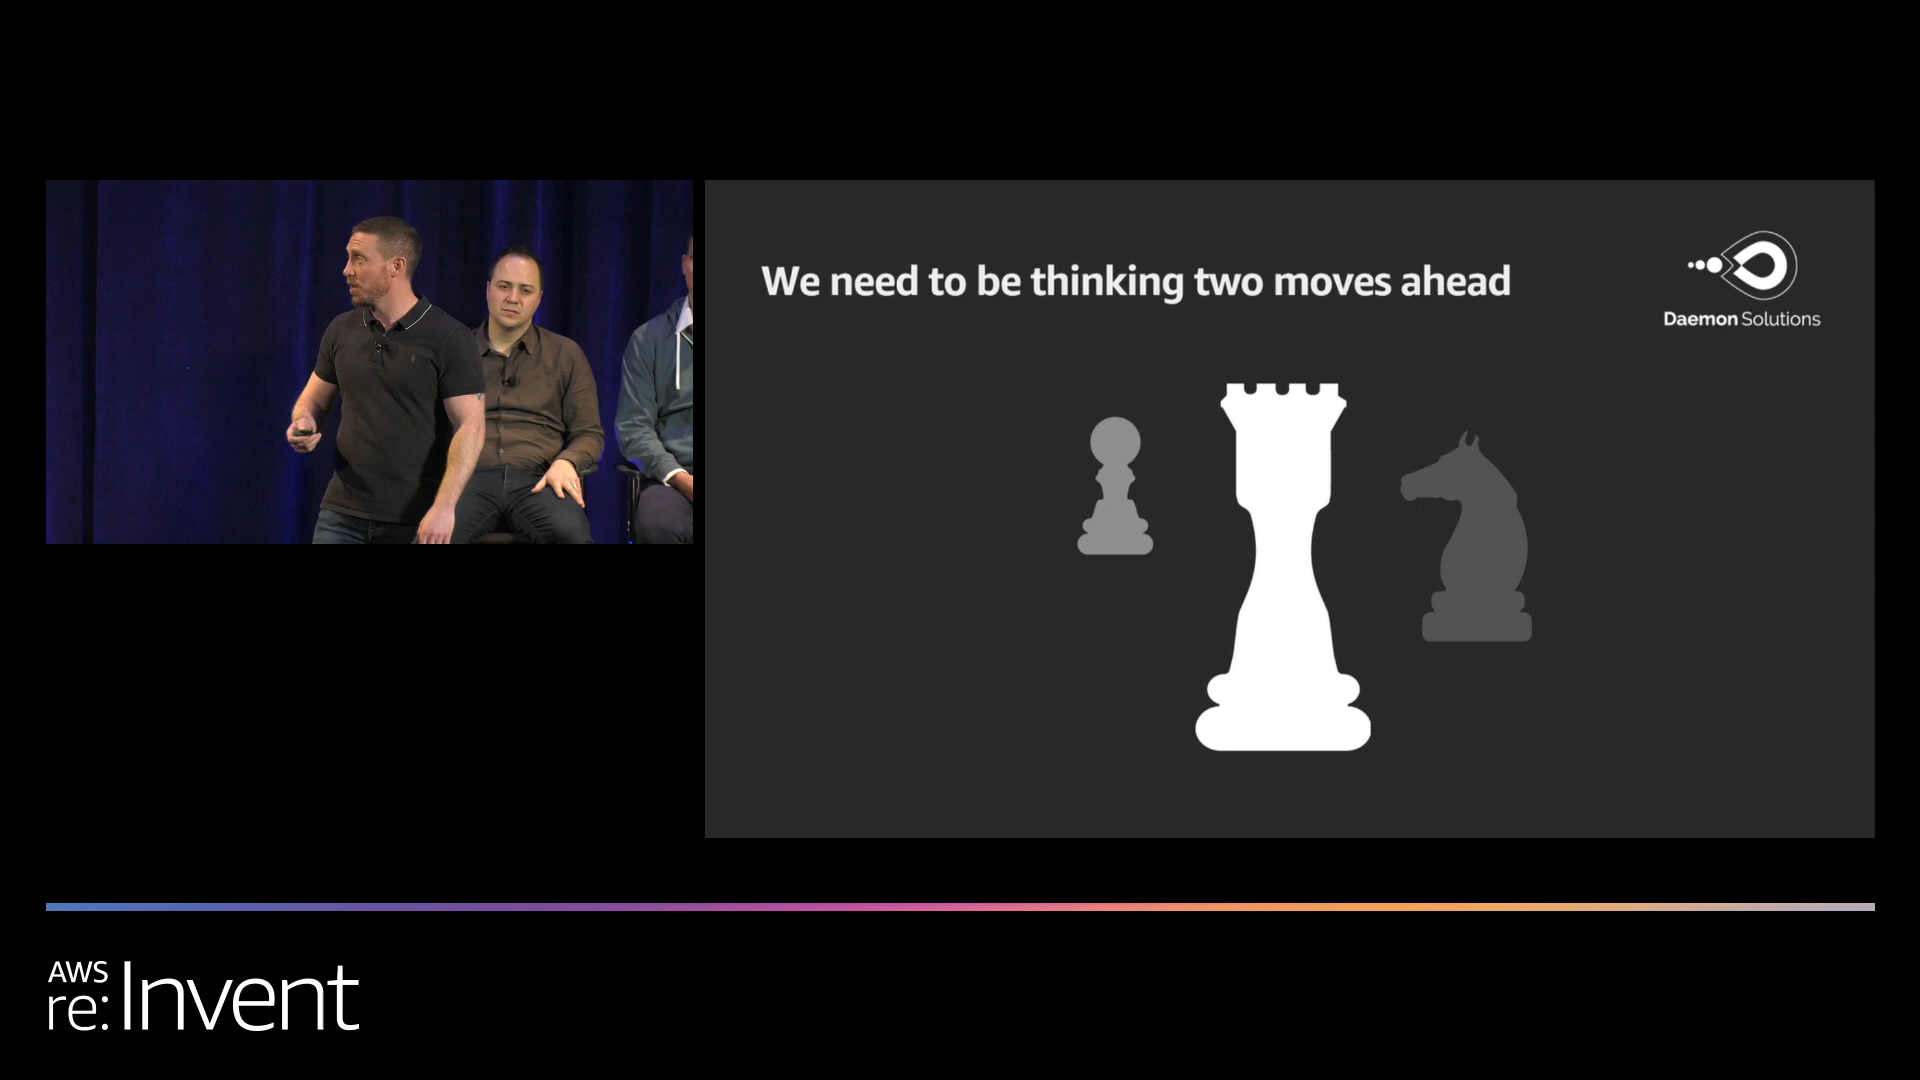 We need to be thinking two moves ahead
Daemon Solutions
AWS
re:Invent